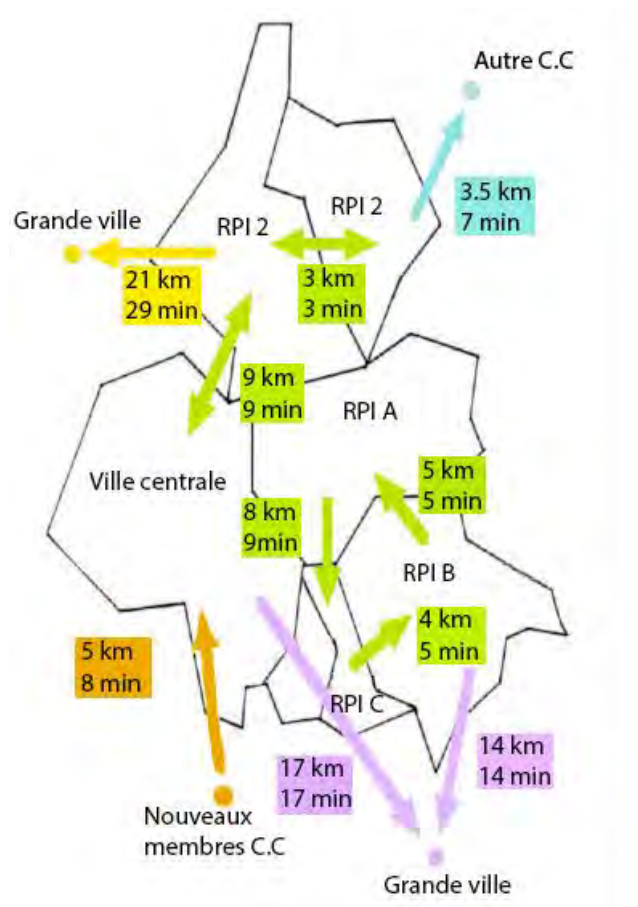 Autre C.C
3.5 km
7 min
RPI 2
RPI 2
Grande ville
21 km
29 min
3 km
3 min
9 km
9 min
RPI A
Ville centrale
5 km
5 min
8 km
9min
RPI B
4 km
5 min
5 km
8 min
RPI C
14 km
14 min
17 km
17 min
Nouveaux
membres C.C
Grande ville